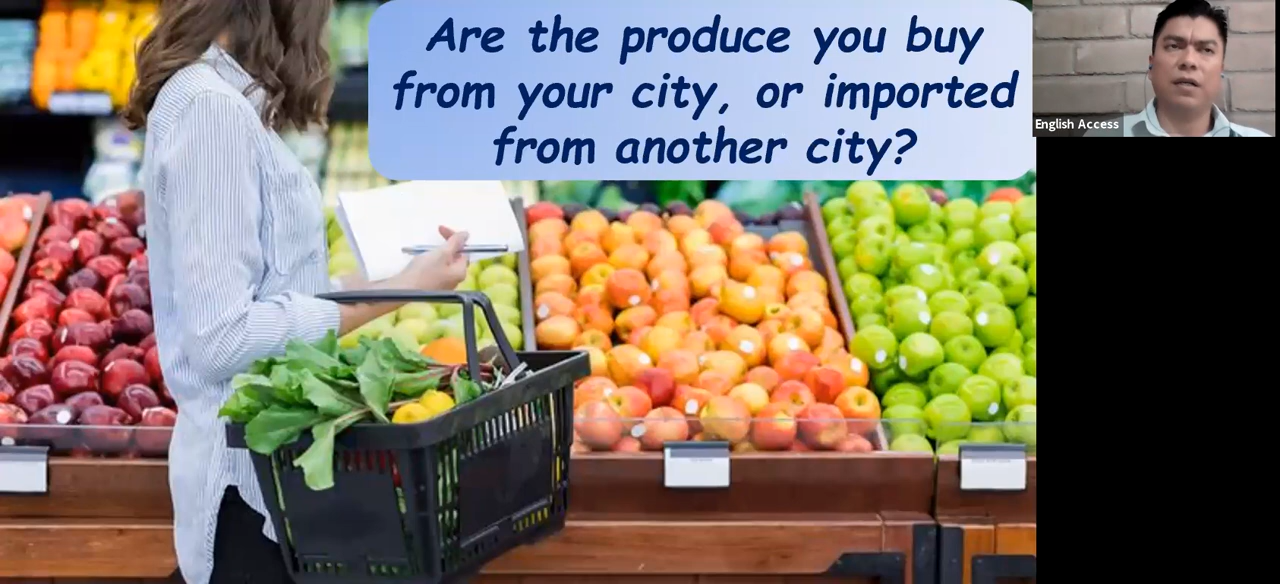 Are the produce you buy
from your city, or imported
from another city?
English Access